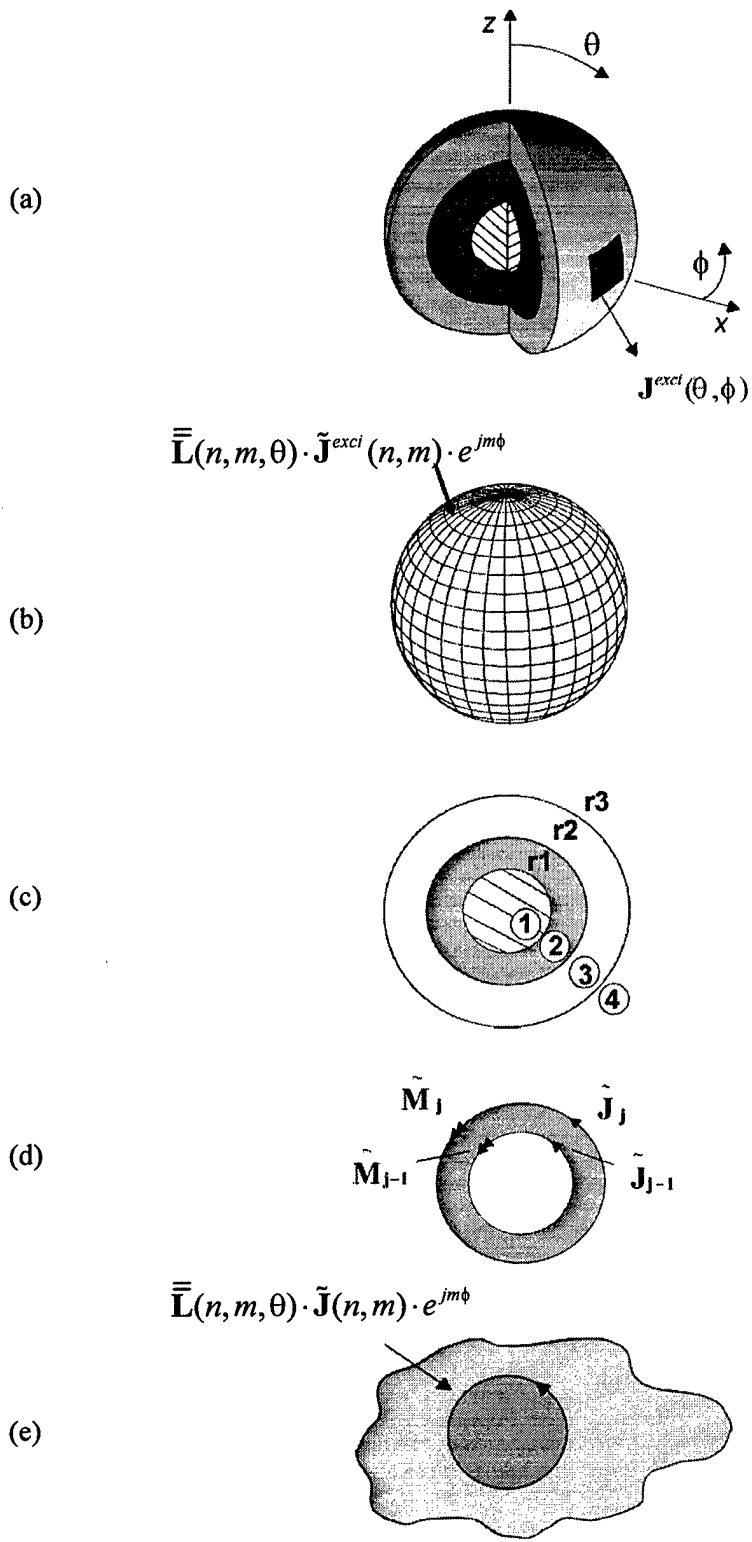 z
θ
(a)
ϕ
x
J^exci(θ,ϕ)
L̿(n,m,θ)·J̃^exci(n,m)·e^jmϕ
(b)
r3
r2
r1
(c)
1
2
3
4
M̃j
J̃j
(d)
M̃j−1
J̃j−1
L̿(n,m,θ)·J̃(n,m)·e^jmϕ
(e)